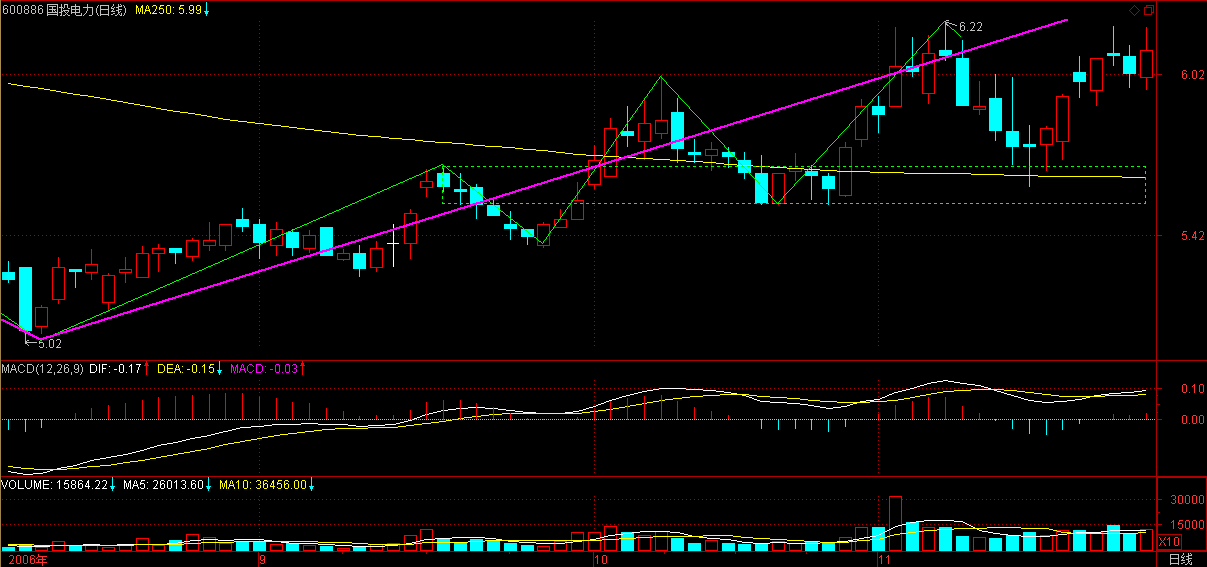 600886 国投电力(日线) MA250: 5.99↓
6.22
6.02
5.42
←5.02
MACD(12,26,9) DIF: -0.17↑ DEA: -0.15↓ MACD: -0.03↑
0.10
0.00
VOLUME: 15864.22↓ MA5: 26013.60↓ MA10: 36456.00↓
30000
15000
X10
2006年 9 10 11 日线